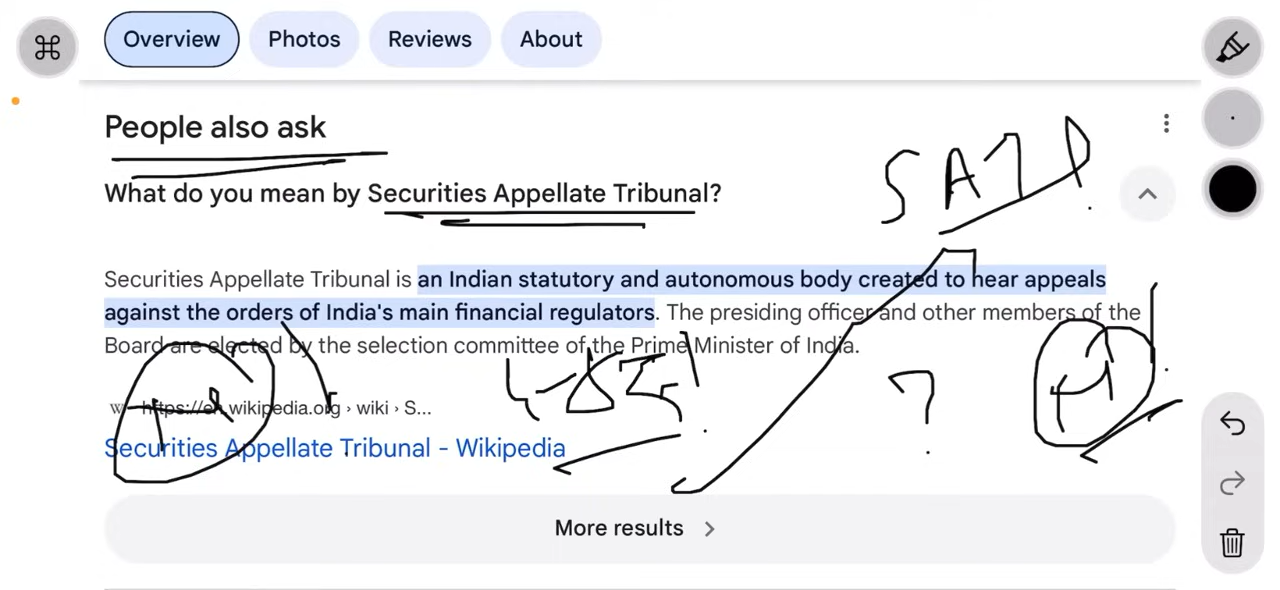 Overview Photos Reviews About
People also ask
SAT
What do you mean by Securities Appellate Tribunal?
Securities Appellate Tribunal is an Indian statutory and autonomous body created to hear appeals
against the orders of India's main financial regulators. The presiding officer and other members of the
Board are elected by the selection committee of the Prime Minister of India.
?
W https://en.wikipedia.org › wiki › S...
Securities Appellate Tribunal - Wikipedia
More results